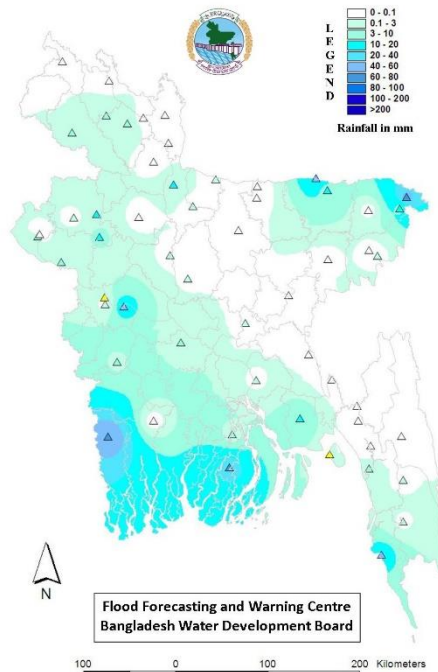 LEGEND
0 - 0.1
0.1 - 3
3 - 10
10 - 20
20 - 40
40 - 60
60 - 80
80 - 100
100 - 200
>200
Rainfall in mm
N
Flood Forecasting and Warning Centre
Bangladesh Water Development Board
100 0 100 200 Kilometers